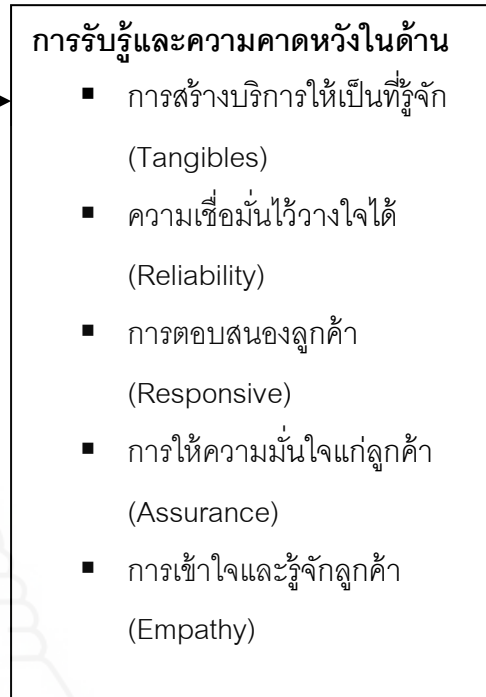 การรับรู้และความคาดหวังในด้าน
▪ การสร้างบริการให้เป็นที่รู้จัก
(Tangibles)
▪ ความเชื่อมั่นไว้วางใจได้
(Reliability)
▪ การตอบสนองลูกค้า
(Responsive)
▪ การให้ความมั่นใจแก่ลูกค้า
(Assurance)
▪ การเข้าใจและรู้จักลูกค้า
(Empathy)